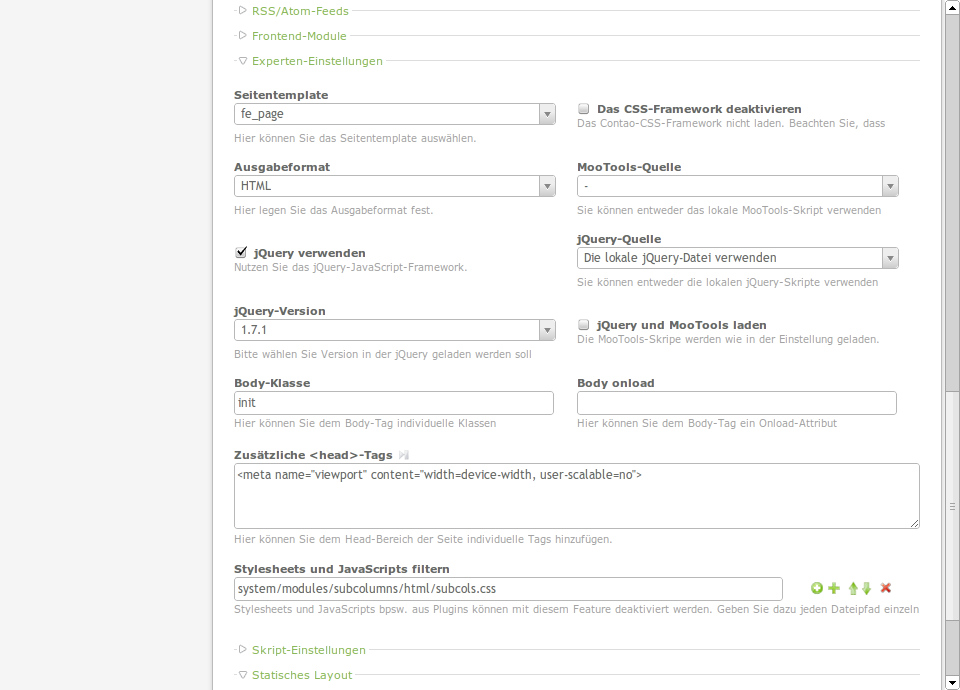 RSS/Atom-Feeds
Frontend-Module
Experten-Einstellungen
Seitentemplate
fe_page
Hier können Sie das Seitentemplate auswählen.
Das CSS-Framework deaktivieren
Das Contao-CSS-Framework nicht laden. Beachten Sie, dass
Ausgabeformat
HTML
Hier legen Sie das Ausgabeformat fest.
MooTools-Quelle
-
Sie können entweder das lokale MooTools-Skript verwenden
jQuery verwenden
Nutzen Sie das jQuery-JavaScript-Framework.
jQuery-Quelle
Die lokale jQuery-Datei verwenden
Sie können entweder die lokalen jQuery-Skripte verwenden
jQuery-Version
1.7.1
Bitte wählen Sie Version in der jQuery geladen werden soll
jQuery und MooTools laden
Die MooTools-Skripe werden wie in der Einstellung geladen.
Body-Klasse
init
Hier können Sie dem Body-Tag individuelle Klassen
Body onload
Hier können Sie dem Body-Tag ein Onload-Attribut
Zusätzliche <head>-Tags
<meta name="viewport" content="width=device-width, user-scalable=no">
Hier können Sie dem Head-Bereich der Seite individuelle Tags hinzufügen.
Stylesheets und JavaScripts filtern
system/modules/subcolumns/html/subcols.css
Stylesheets und JavaScripts bpsw. aus Plugins können mit diesem Feature deaktiviert werden. Geben Sie dazu jeden Dateipfad einzeln
Skript-Einstellungen
Statisches Layout